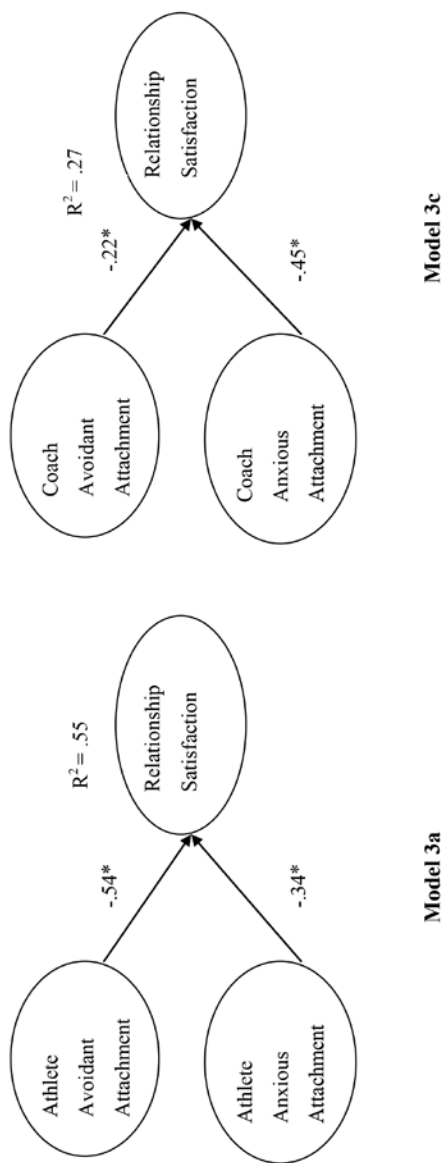 Athlete
Avoidant
Attachment
-.54*
R² = .55
Relationship
Satisfaction
Athlete
Anxious
Attachment
-.34*
Model 3a
Coach
Avoidant
Attachment
-.22*
R² = .27
Relationship
Satisfaction
Coach
Anxious
Attachment
-.45*
Model 3c